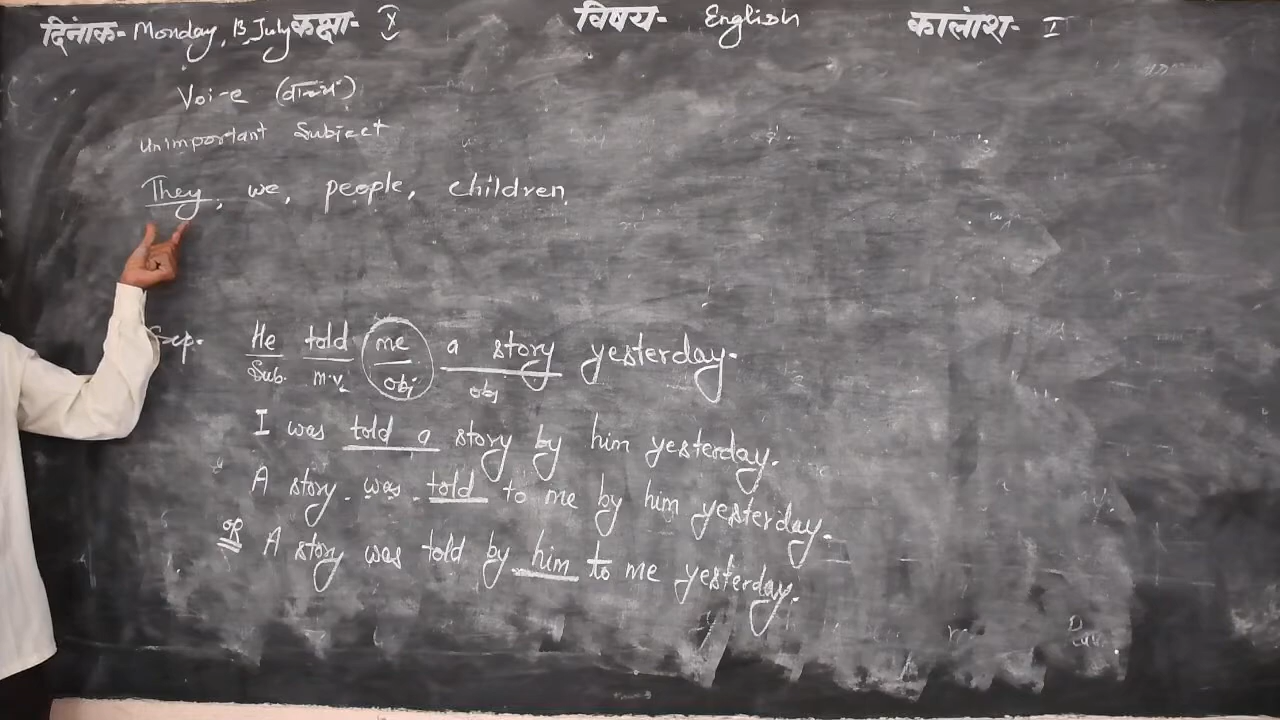 दिनांक- Monday, 13, July कक्षा- X विषय- English कालांश- I
Voi-e (वाच्य)
Unimportant Subject
They, we, people, children.
He told me a story yesterday.
Sub. m.v. obj obj
I was told a story by him yesterday.
A story was told to me by him yesterday.
OR A story was told by him to me yesterday.